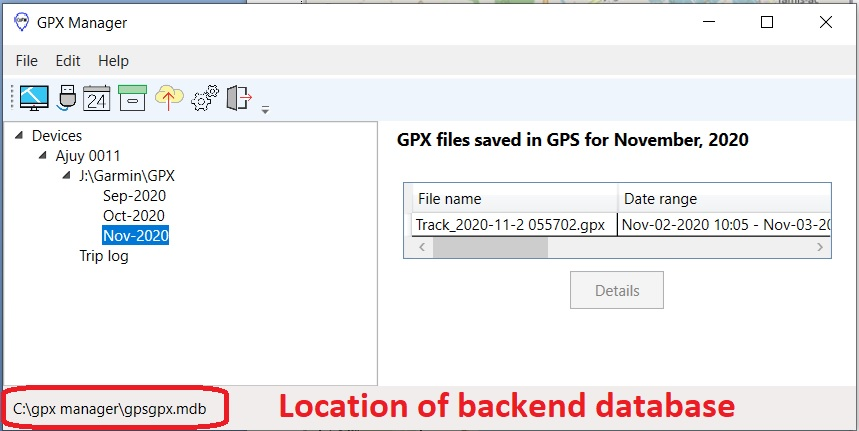 GPX Manager
File Edit Help
24
Devices
Ajuy 0011
J:\Garmin\GPX
Sep-2020
Oct-2020
Nov-2020
Trip log
GPX files saved in GPS for November, 2020
File name Date range
Track_2020-11-2 055702.gpx Nov-02-2020 10:05 - Nov-03-20
Details
C:\gpx manager\gpsgpx.mdb
Location of backend database